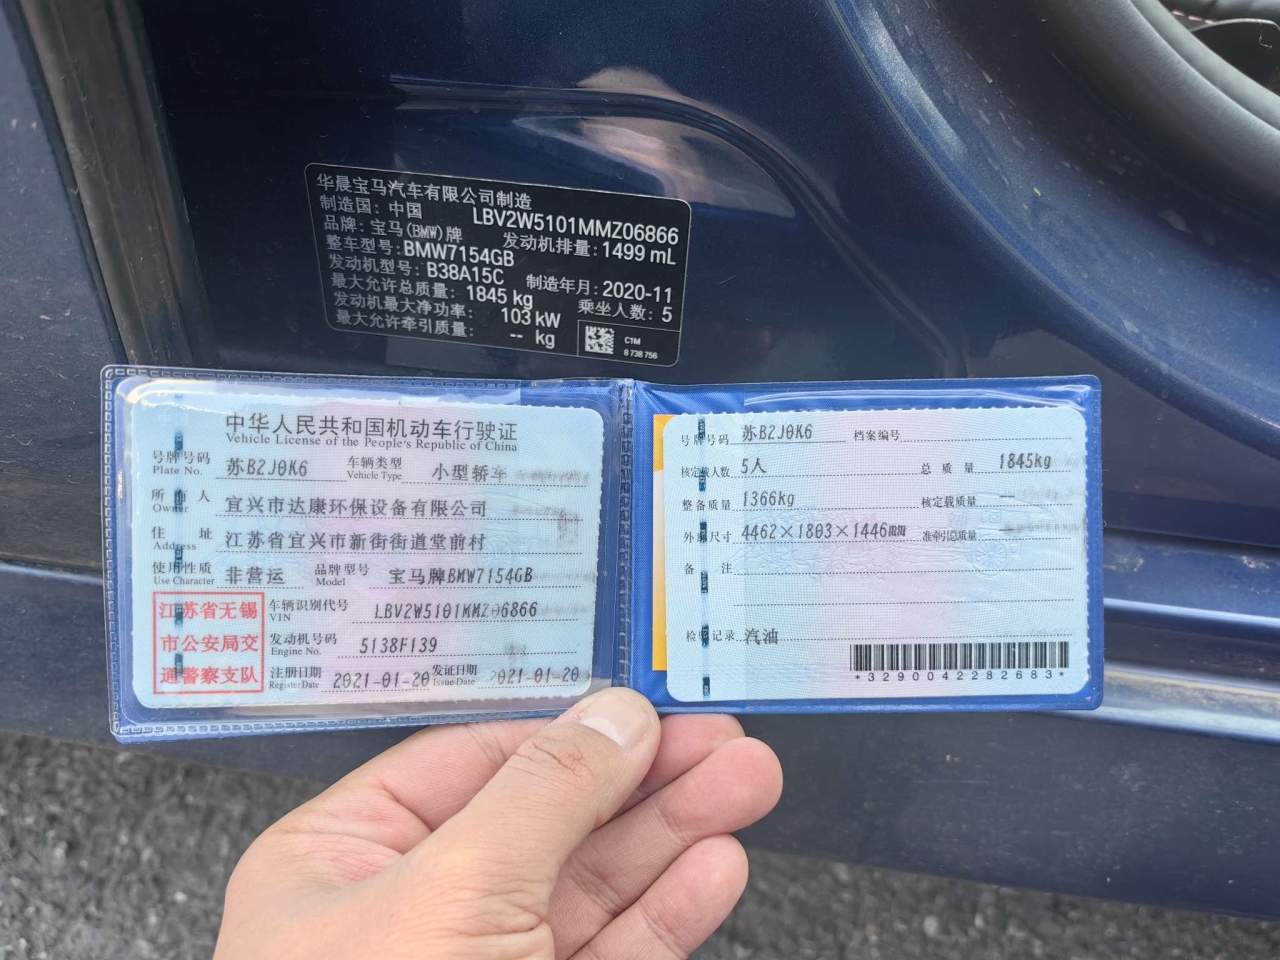 华晨宝马汽车有限公司制造
制造国: 中国 LBV2W5101MMZ06866
品牌: 宝马(BMW)牌 发动机排量: 1499 mL
整车型号: BMW7154GB
发动机型号: B38A15C 制造年月: 2020-11
最大允许总质量: 1845 kg 乘坐人数: 5
发动机最大净功率: 103 kW
最大允许牵引质量: -- kg
C1M
8 738 756
中华人民共和国机动车行驶证
Vehicle License of the People's Republic of China
号牌号码 苏B2J0K6 车辆类型 小型轿车
Plate No. Vehicle Type
所有人 宜兴市达康环保设备有限公司
Owner
住址 江苏省宜兴市新街街道堂前村
Address
使用性质 非营运 品牌型号 宝马牌BMW7154GB
Use Character Model
江苏省无锡
市公安局交
通警察支队
车辆识别代号 LBV2W5101MMZ06866
VIN
发动机号码 5138F139
Engine No.
注册日期 2021-01-20 发证日期 2021-01-20
Register Date Issue Date
号牌号码 苏B2J0K6 档案编号
核定载人数 5人 总质量 1845kg
整备质量 1366kg 核定载质量 --
外廓尺寸 4462×1803×1446mm 准牵引总质量
备注
检验记录 汽油
*3290042282683*